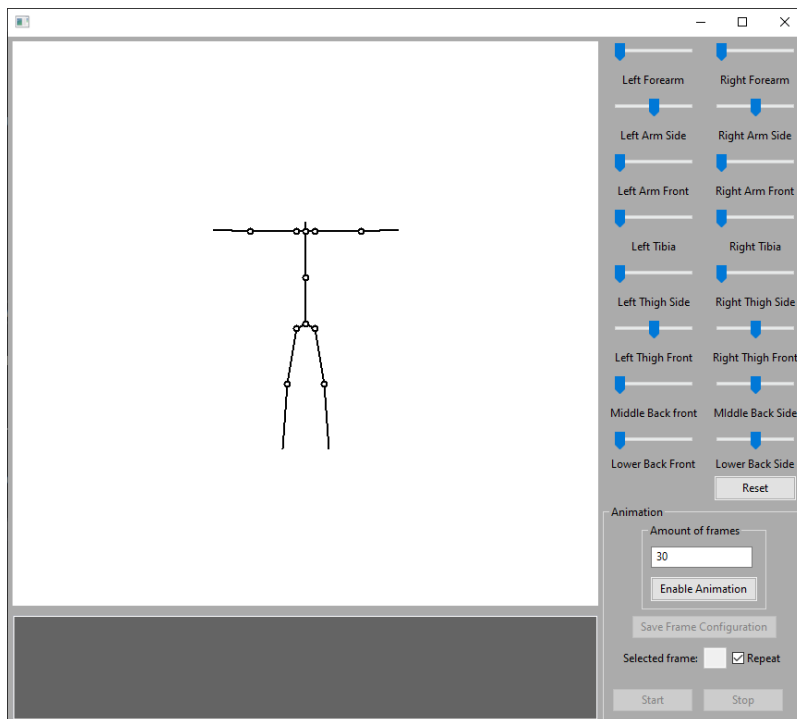 Left Forearm Right Forearm
Left Arm Side Right Arm Side
Left Arm Front Right Arm Front
Left Tibia Right Tibia
Left Thigh Side Right Thigh Side
Left Thigh Front Right Thigh Front
Middle Back front MIddle Back Side
Lower Back Front Lower Back Side
Reset
Animation
Amount of frames
30
Enable Animation
Save Frame Configuration
Selected frame: Repeat
Start Stop